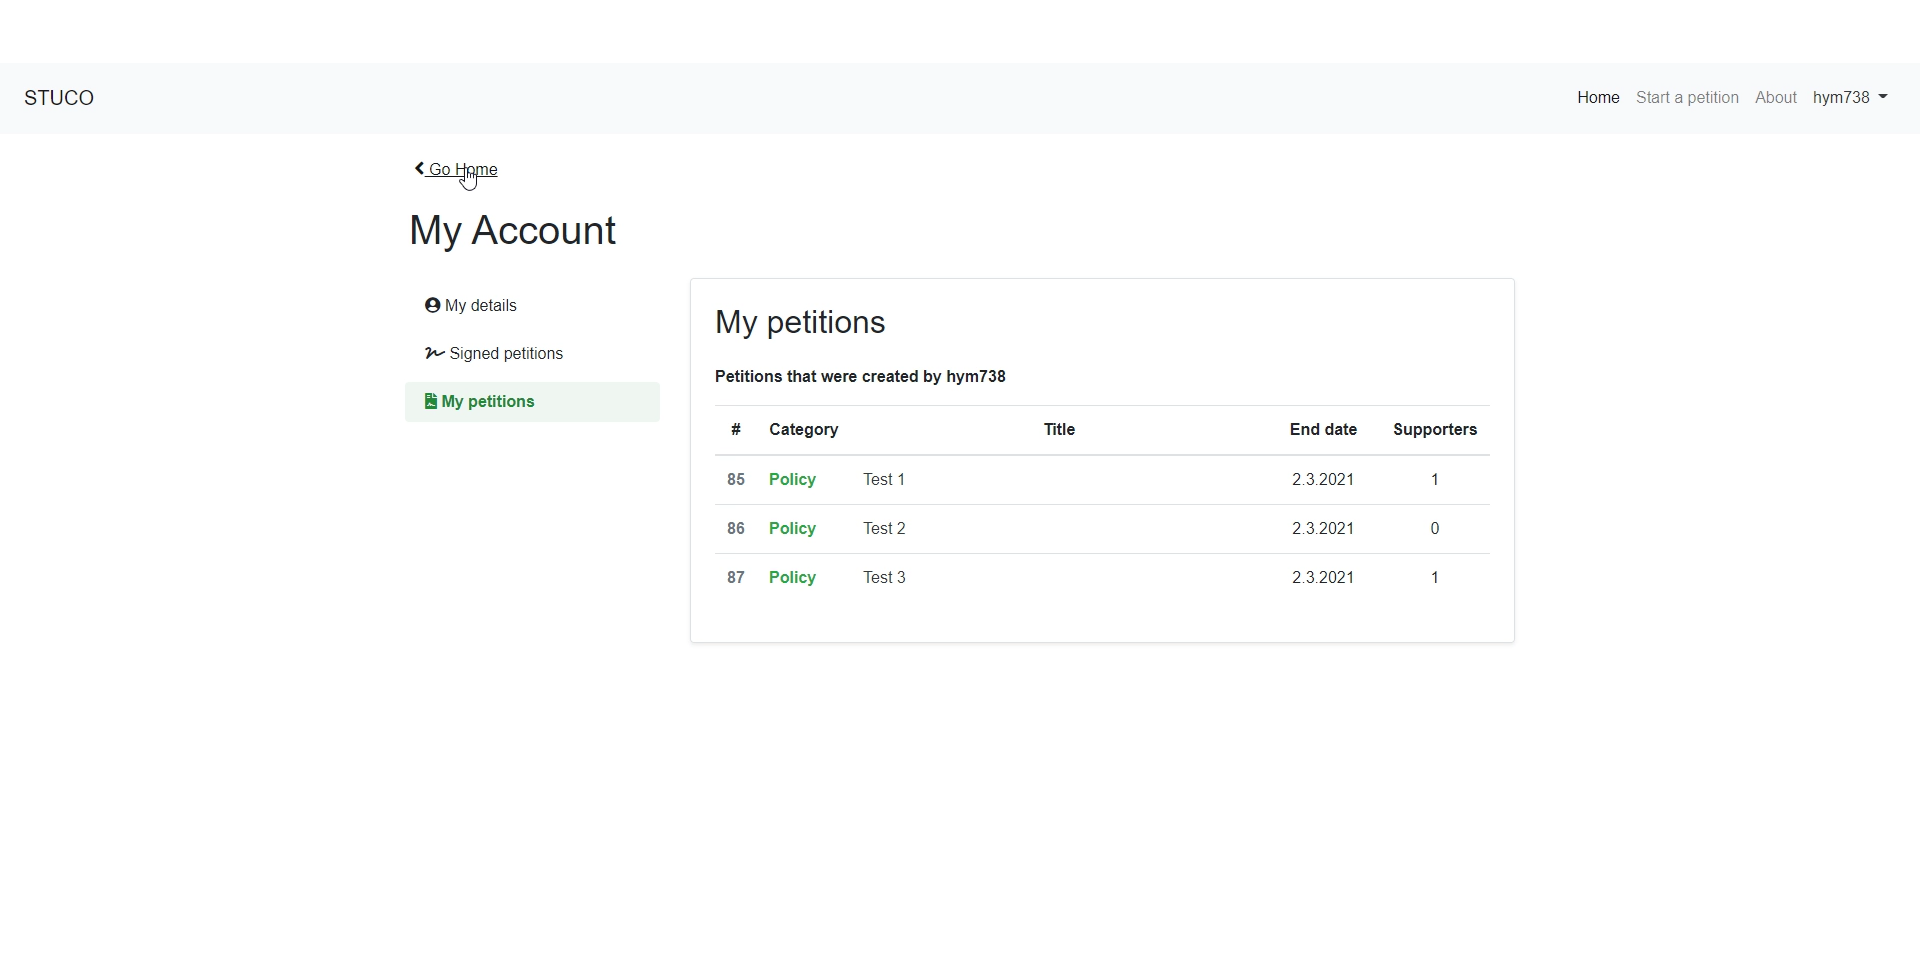 STUCO
Home Start a petition About hym738
Go Home
My Account
My details
Signed petitions
My petitions
My petitions
Petitions that were created by hym738
# Category Title End date Supporters
85 Policy Test 1 2.3.2021 1
86 Policy Test 2 2.3.2021 0
87 Policy Test 3 2.3.2021 1